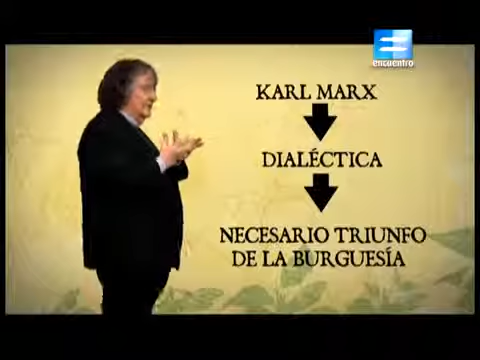 encuentro
KARL MARX
DIALÉCTICA
NECESARIO TRIUNFO
DE LA BURGUESÍA